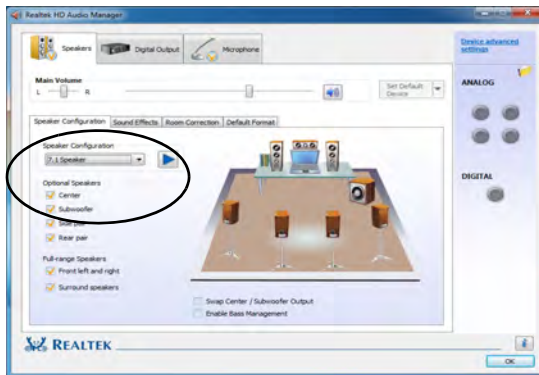 Realtek HD Audio Manager
Speakers
Digital Output
Microphone
Device advanced
settings
Main Volume
L
R
Set Default
Device
ANALOG
Speaker Configuration
Sound Effects
Room Correction
Default Format
Speaker Configuration
7.1 Speaker
Optional Speakers
Center
Subwoofer
Side pair
Rear pair
DIGITAL
Full-range Speakers
Front left and right
Surround speakers
Swap Center / Subwoofer Output
Enable Bass Management
REALTEK
i
OK